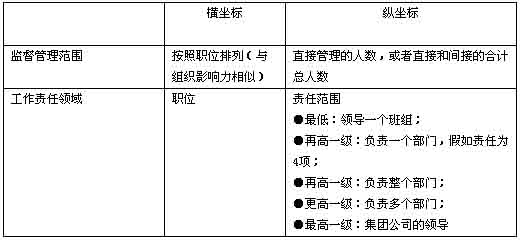 横坐标 纵坐标
监督管理范围 按照职位排列(与 直接管理的人数,或者直接和间接的合计
组织影响力相似) 总人数
工作责任领域 职位 责任范围
●最低:领导一个班组;
●再高一级:负责一个部门,假如责任为
4项;
●再高一级:负责整个部门;
●更高一级:负责多个部门;
●最高一级:集团公司的领导